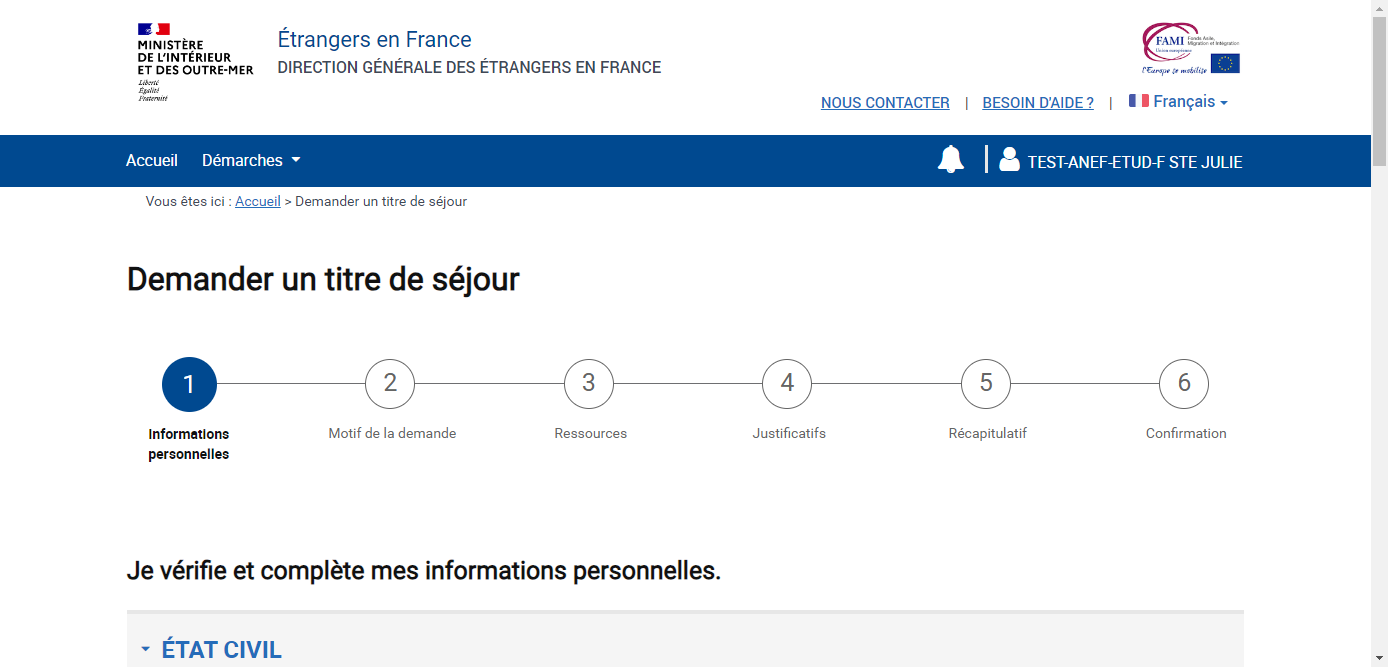 MINISTÈRE
DE L'INTÉRIEUR
ET DES OUTRE-MER
Liberté
Égalité
Fraternité
Étrangers en France
DIRECTION GÉNÉRALE DES ÉTRANGERS EN FRANCE
FAMI
Fonds Asile,
Migration et Intégration
Union européenne
l'Europe se mobilise
NOUS CONTACTER | BESOIN D'AIDE ? | Français
Accueil Démarches
TEST-ANEF-ETUD-F STE JULIE
Vous êtes ici : Accueil > Demander un titre de séjour
Demander un titre de séjour
1 2 3 4 5 6
Informations
personnelles
Motif de la demande
Ressources
Justificatifs
Récapitulatif
Confirmation
Je vérifie et complète mes informations personnelles.
ÉTAT CIVIL